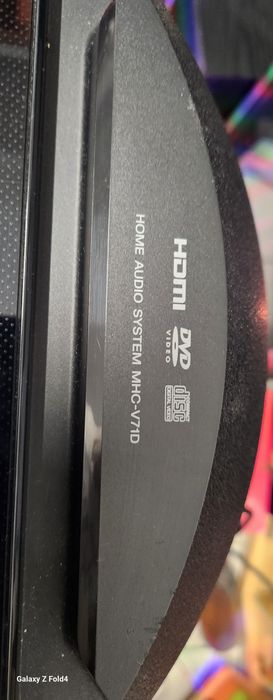 HDMI
DVD
VIDEO
disc
DIGITAL AUDIO
HOME AUDIO SYSTEM MHC-V71D
Galaxy Z Fold4